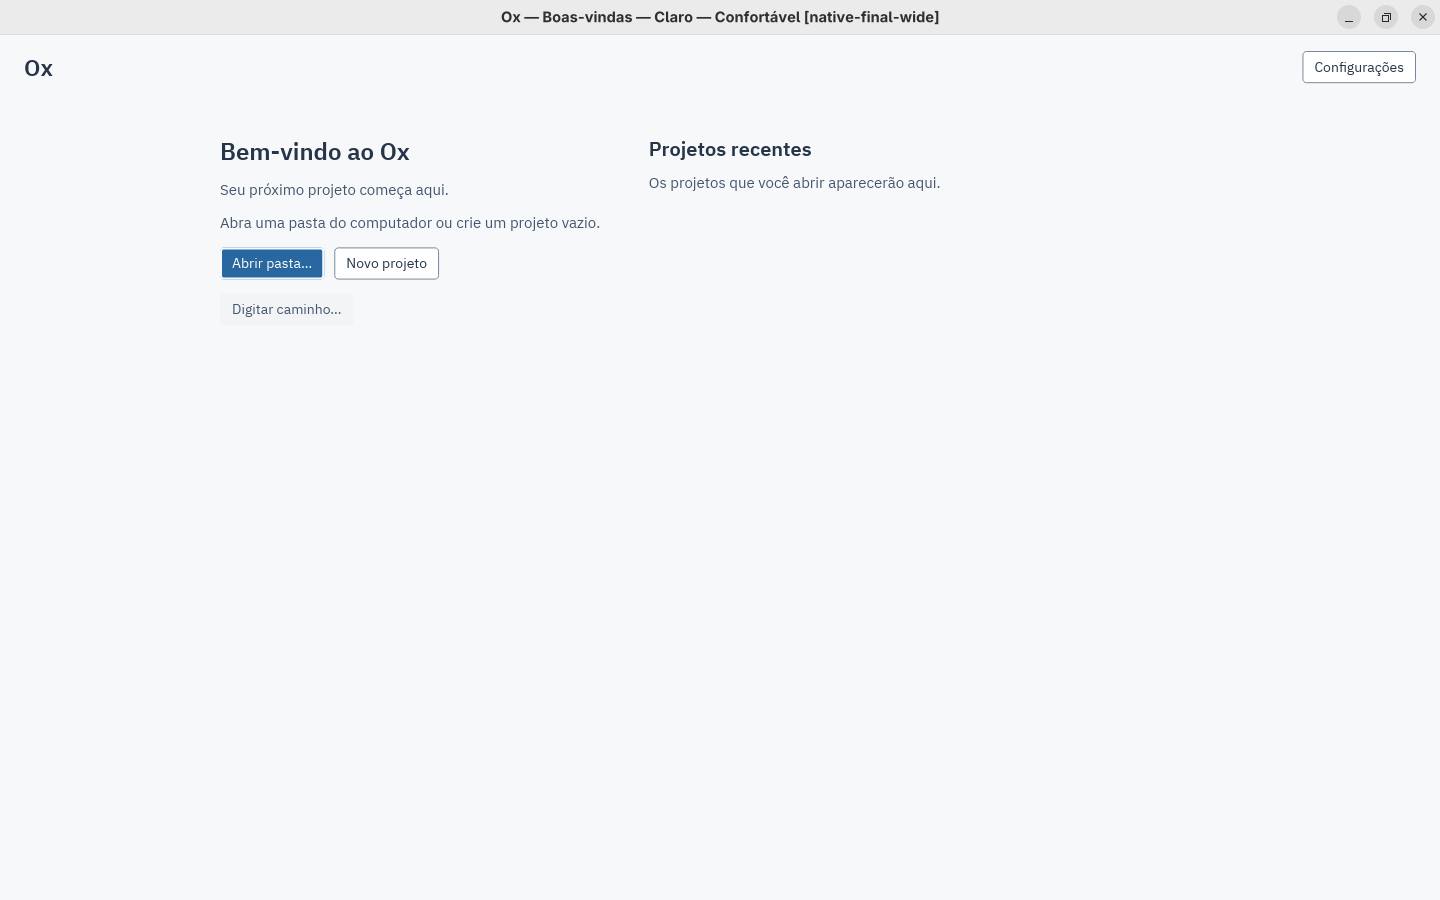 Ox — Boas-vindas — Claro — Confortável [native-final-wide]
Ox
Configurações
Bem-vindo ao Ox
Seu próximo projeto começa aqui.
Abra uma pasta do computador ou crie um projeto vazio.
Abrir pasta...
Novo projeto
Digitar caminho...
Projetos recentes
Os projetos que você abrir aparecerão aqui.